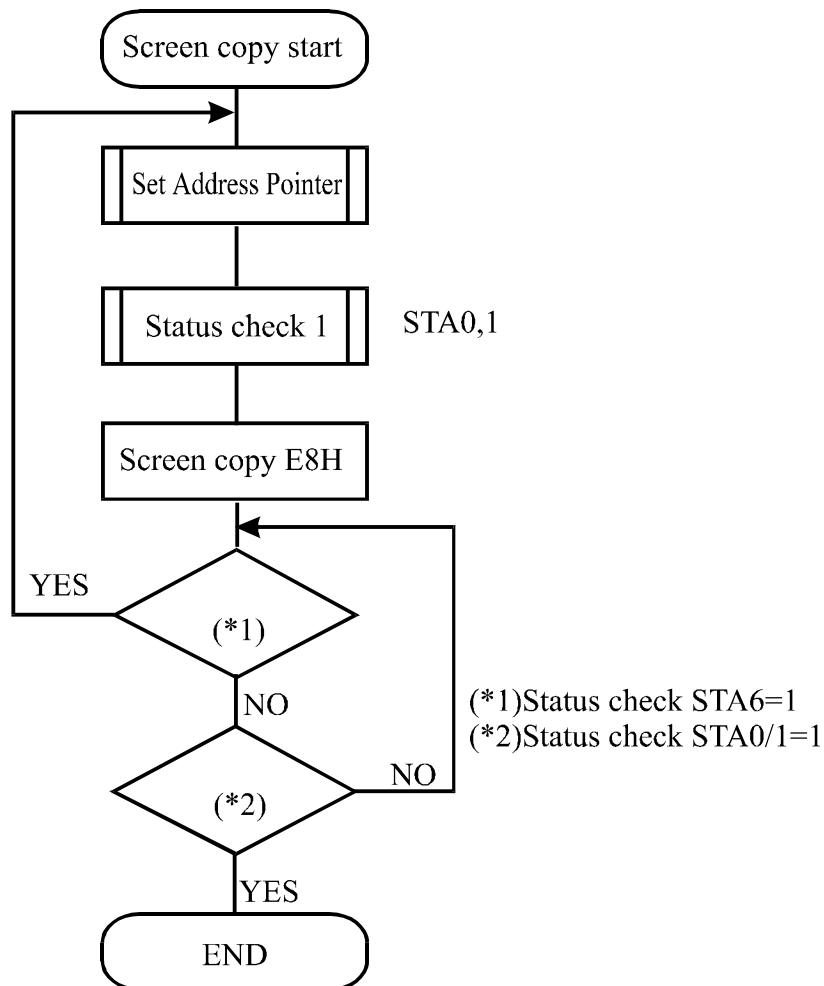 Screen copy start
Set Address Pointer
Status check 1
STA0,1
Screen copy E8H
YES
(*1)
NO
(*1)Status check STA6=1
(*2)Status check STA0/1=1
NO
(*2)
YES
END